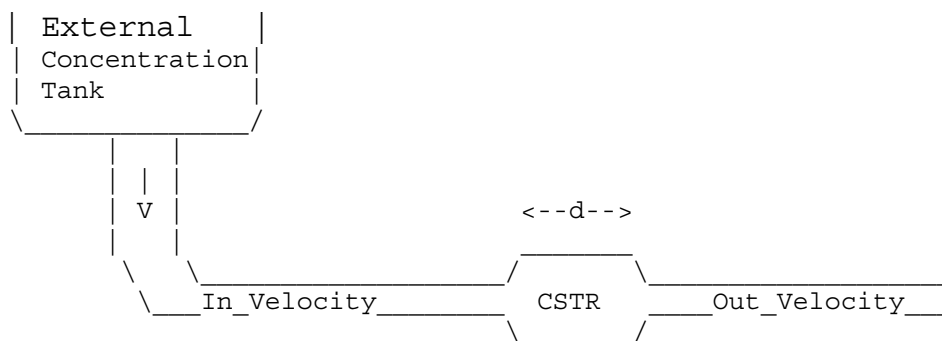 External
Concentration
Tank
V
<--d-->
In_Velocity
CSTR
Out_Velocity